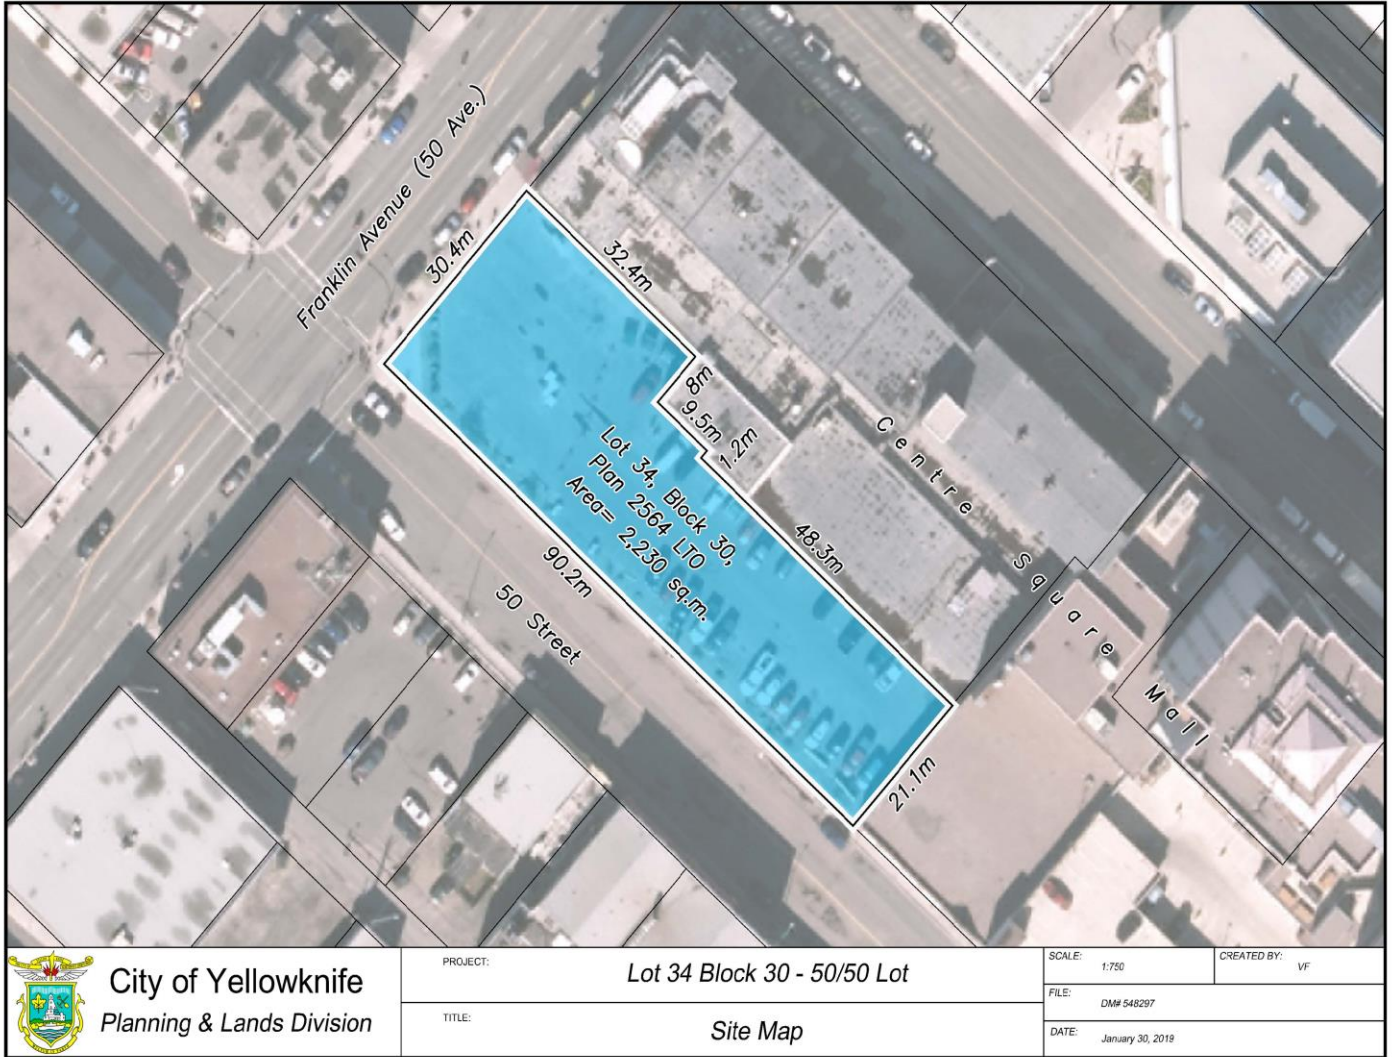 Franklin Avenue (50 Ave.)
30.4m
32.4m
8m
9.5m
1.2m
Lot 34, Block 30,
Plan 2564 LTO
Area= 2,230 sq.m.
48.3m
90.2m
50 Street
21.1m
Centre Square Mall
City of Yellowknife
Planning & Lands Division
PROJECT:
Lot 34 Block 30 - 50/50 Lot
TITLE:
Site Map
SCALE:
1:750
CREATED BY:
VF
FILE:
DM# 548297
DATE:
January 30, 2019